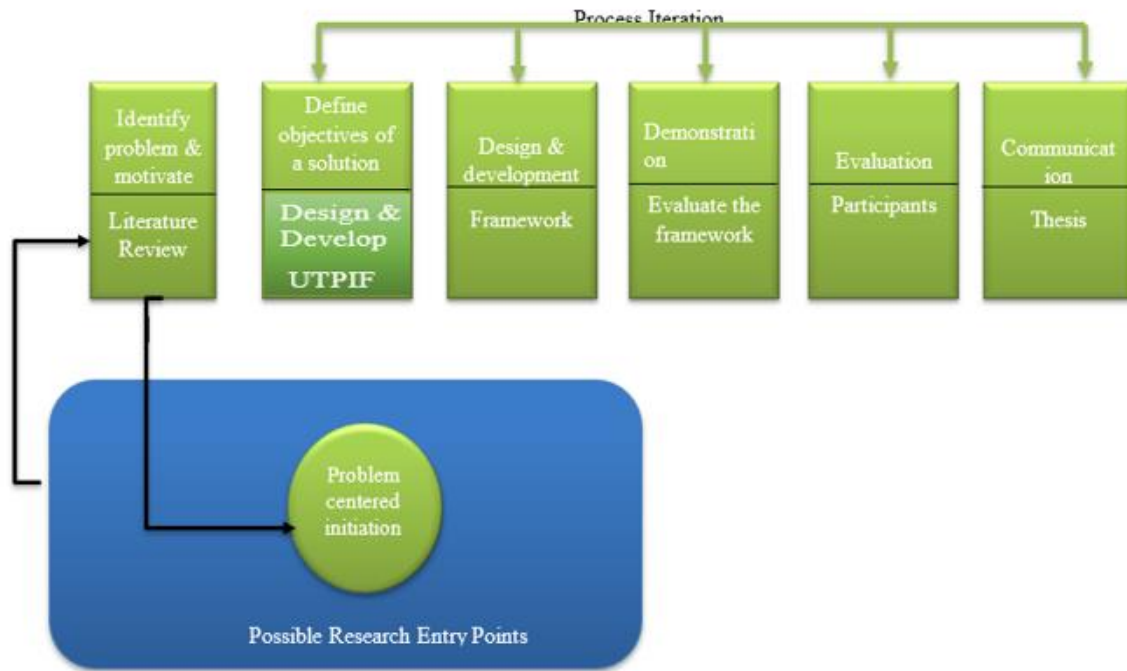 Process Iteration
Identify
problem &
motivate
Literature
Review
Define
objectives of
a solution
Design &
Develop
UTPIF
Design &
development
Framework
Demonstrati
on
Evaluate the
framework
Evaluation
Participants
Communicat
ion
Thesis
Problem
centered
initiation
Possible Research Entry Points